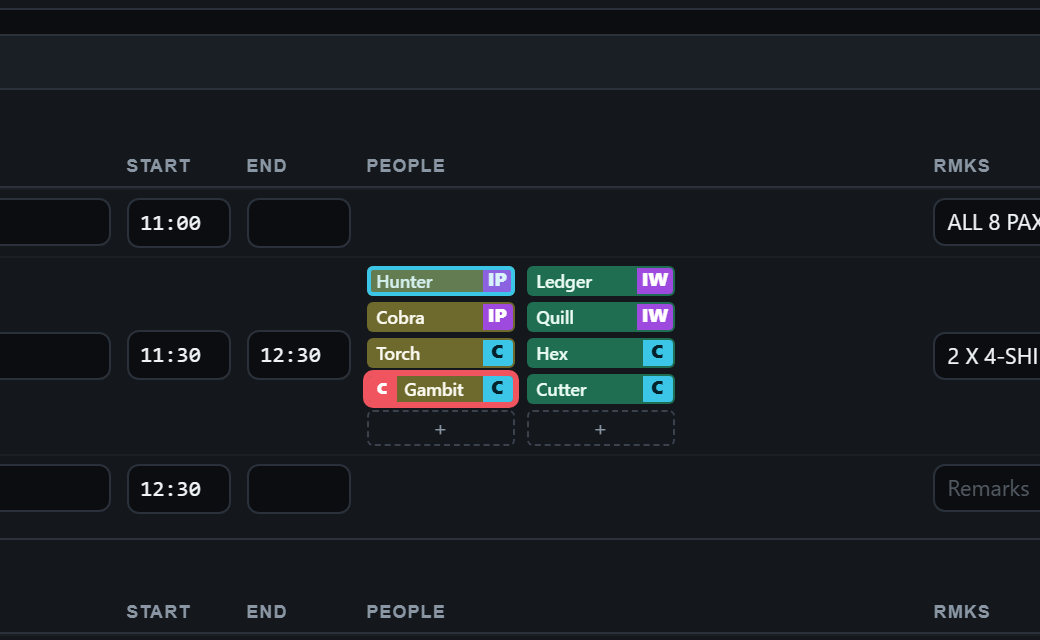 START END PEOPLE RMKS
11:00 ALL 8 PAX
Hunter IP Ledger IW
Cobra IP Quill IW
11:30 12:30 Torch C Hex C 2 X 4-SHI
C Gambit C Cutter C
+ +
12:30 Remarks
START END PEOPLE RMKS